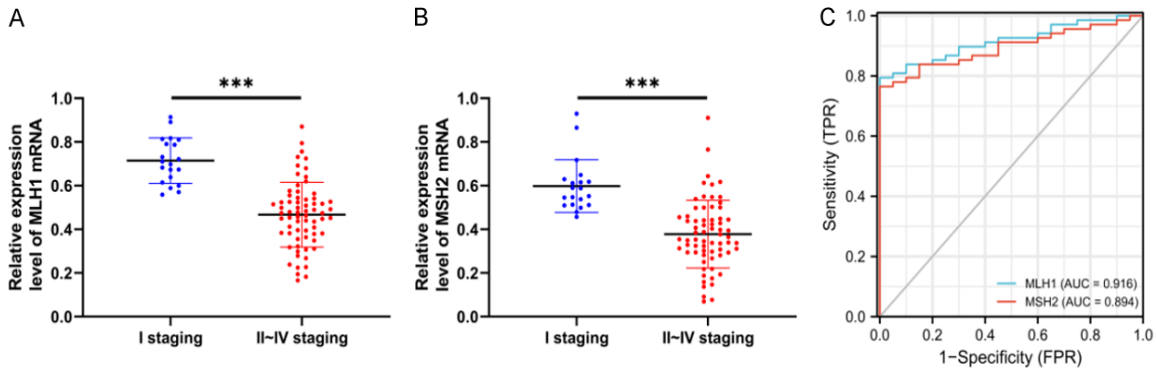 A
Relative expression
level of MLH1 mRNA
1.0
0.8
0.6
0.4
0.2
0.0
***
I staging
II~IV staging
B
Relative expression
level of MSH2 mRNA
1.0
0.8
0.6
0.4
0.2
0.0
***
I staging
II~IV staging
C
Sensitivity (TPR)
1.0
0.8
0.6
0.4
0.2
0.0
MLH1 (AUC = 0.916)
MSH2 (AUC = 0.894)
0.0 0.2 0.4 0.6 0.8 1.0
1−Specificity (FPR)